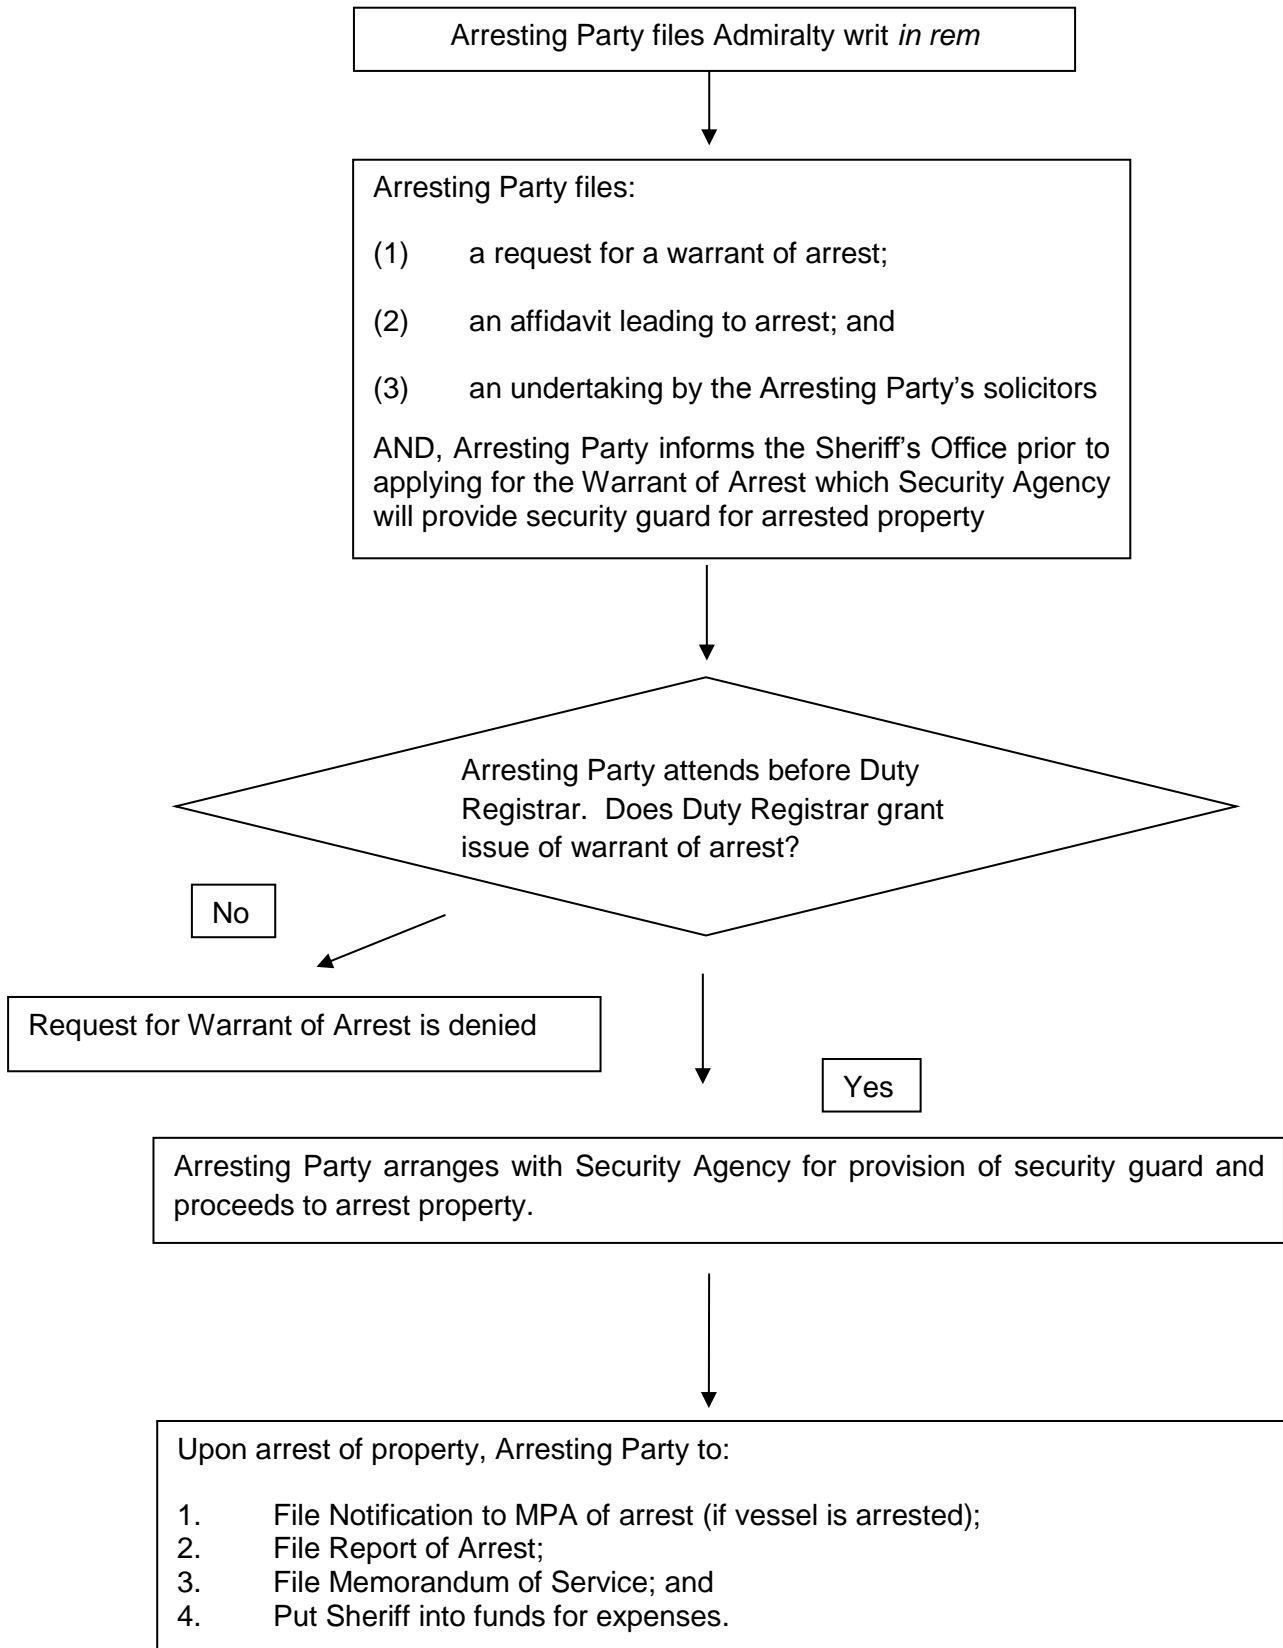 Arresting Party files Admiralty writ in rem
Arresting Party files:
(1) a request for a warrant of arrest;
(2) an affidavit leading to arrest; and
(3) an undertaking by the Arresting Party’s solicitors
AND, Arresting Party informs the Sheriff’s Office prior to
applying for the Warrant of Arrest which Security Agency
will provide security guard for arrested property
Arresting Party attends before Duty
Registrar. Does Duty Registrar grant
issue of warrant of arrest?
No
Request for Warrant of Arrest is denied
Yes
Arresting Party arranges with Security Agency for provision of security guard and
proceeds to arrest property.
Upon arrest of property, Arresting Party to:
1. File Notification to MPA of arrest (if vessel is arrested);
2. File Report of Arrest;
3. File Memorandum of Service; and
4. Put Sheriff into funds for expenses.